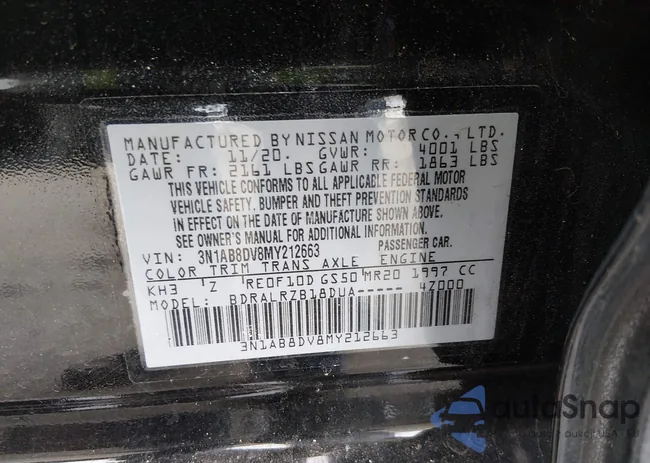 MANUFACTURED BY NISSAN MOTOR CO., LTD.
DATE: 11/20. GVWR: 4001 LBS
GAWR FR: 2161 LBS GAWR RR: 1863 LBS
THIS VEHICLE CONFORMS TO ALL APPLICABLE FEDERAL MOTOR
VEHICLE SAFETY, BUMPER AND THEFT PREVENTION STANDARDS
IN EFFECT ON THE DATE OF MANUFACTURE SHOWN ABOVE.
SEE OWNER'S MANUAL FOR ADDITIONAL INFORMATION.
VIN: 3N1AB8DV8MY212663 PASSENGER CAR.
COLOR TRIM TRANS AXLE ENGINE
KH3 'Z RE0F10D GS50 MR20 1997 CC
MODEL: BDRALRZB18DUA----- 4Z000
3N1AB8DV8MY212663
autoSnap